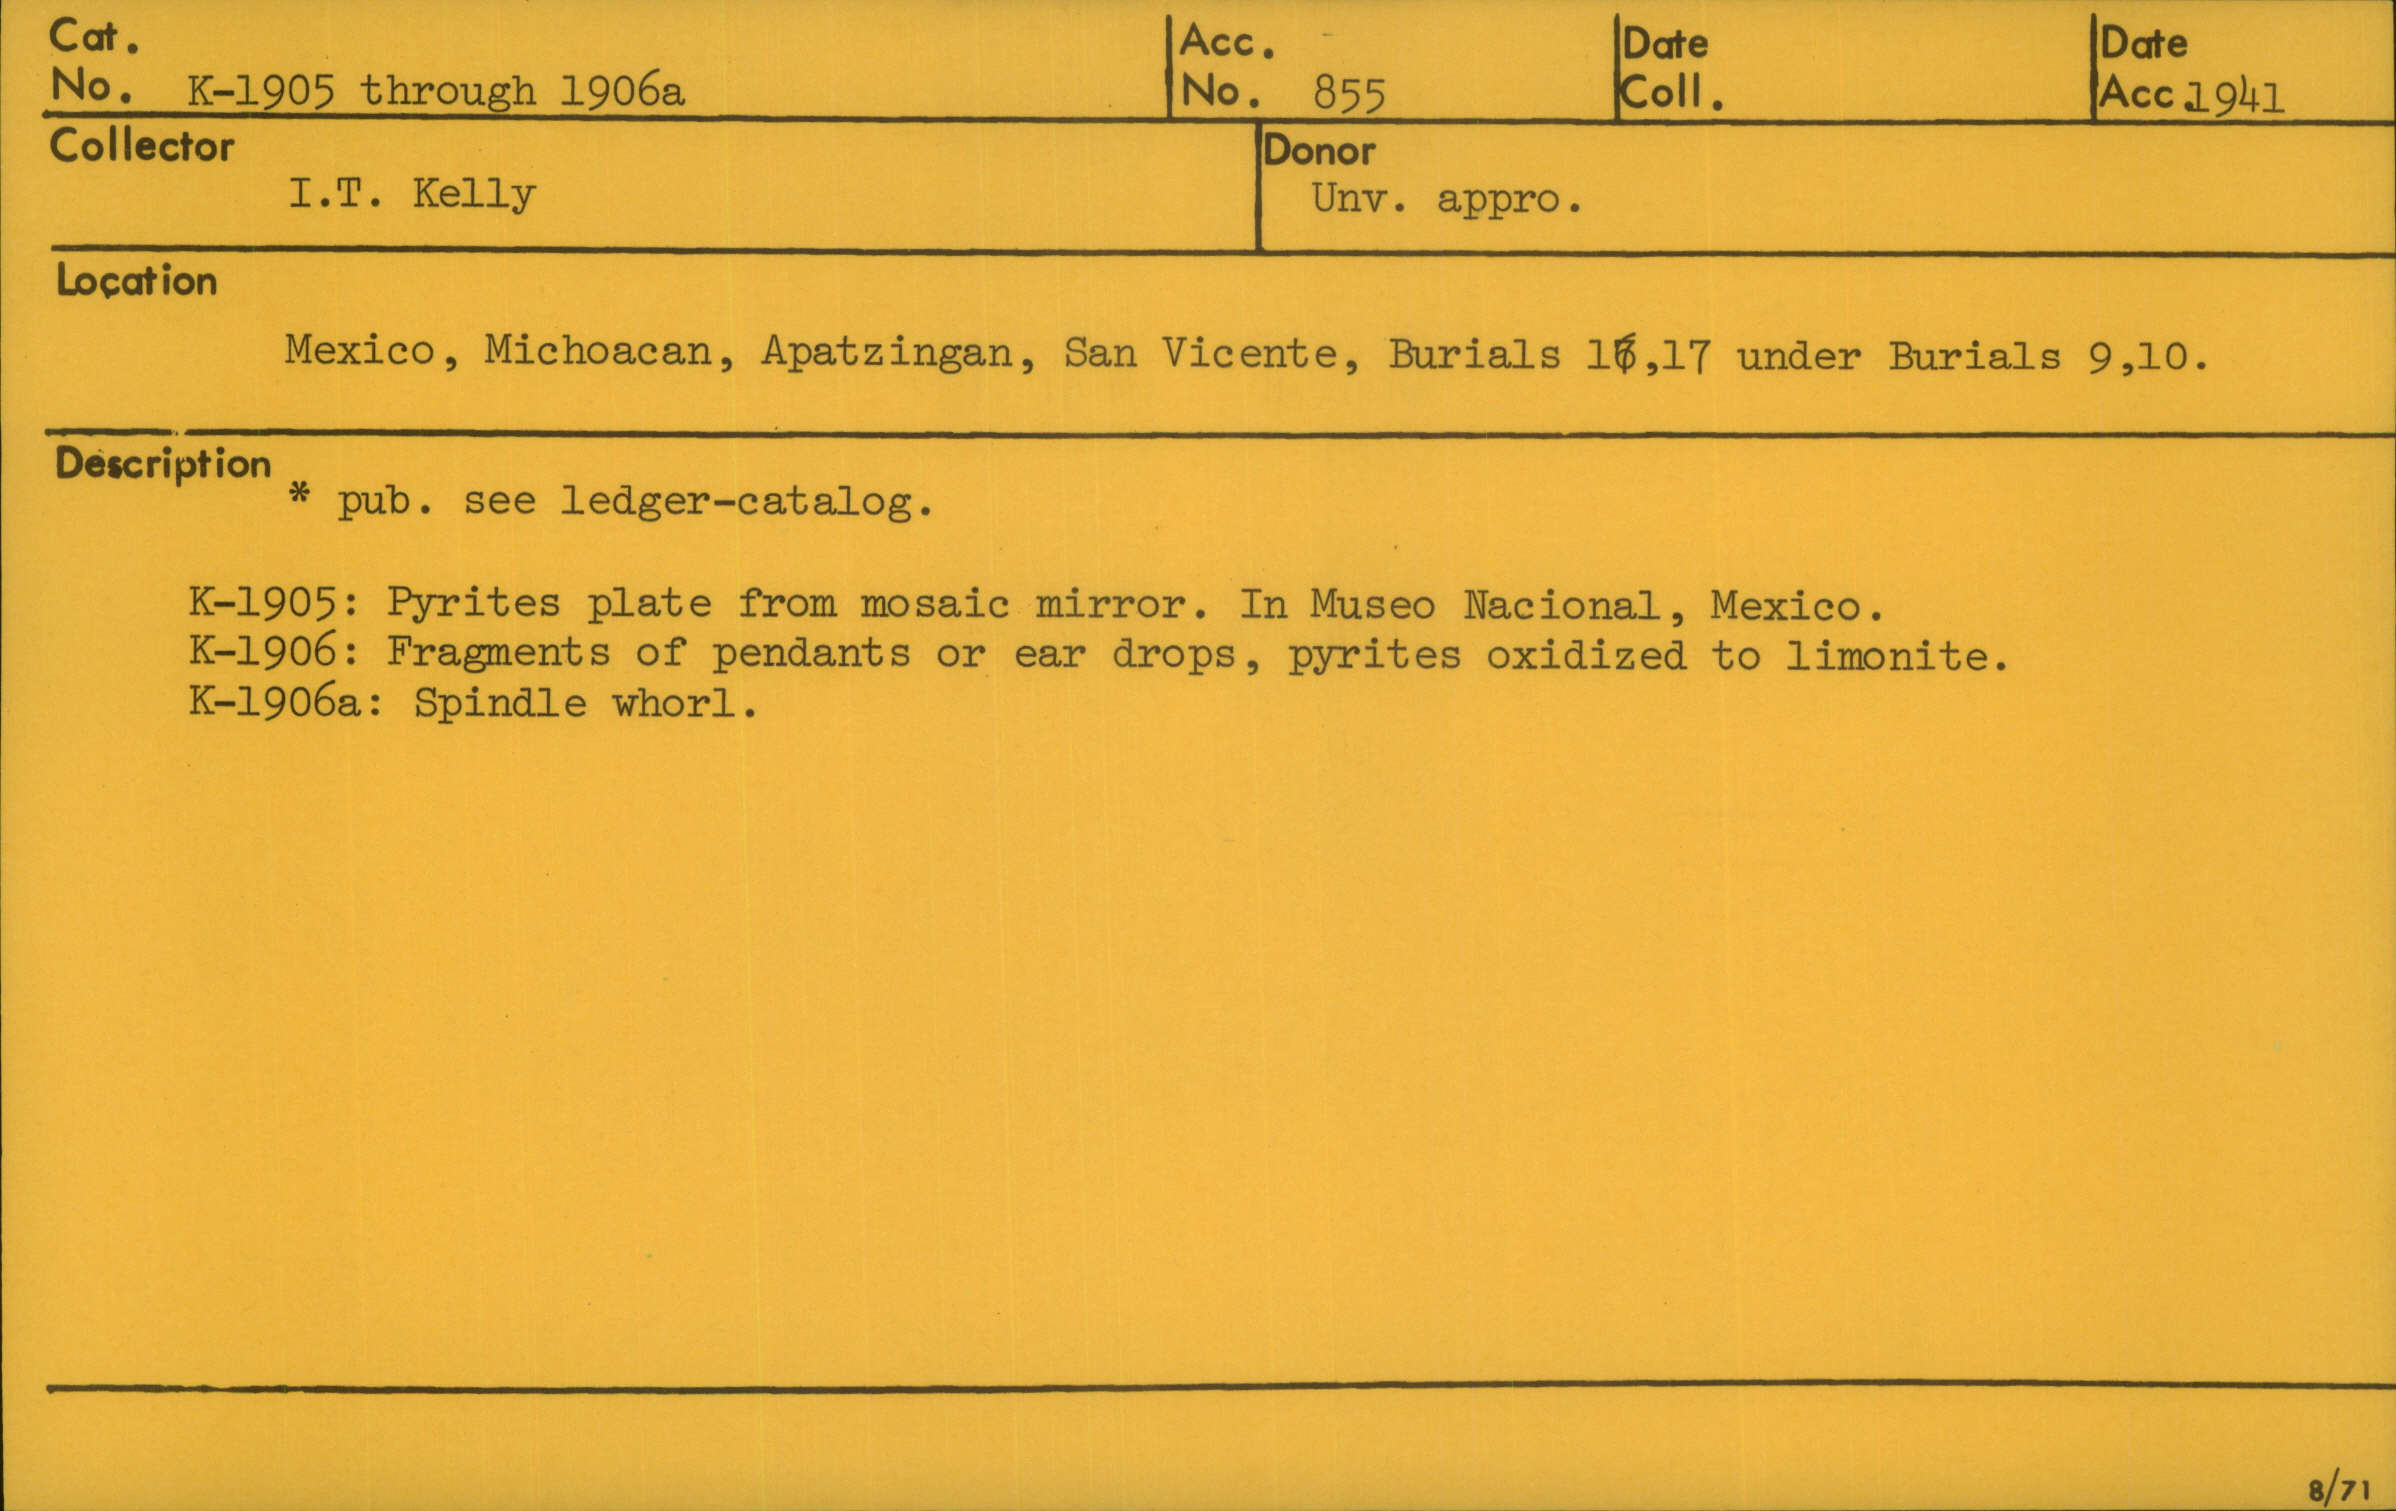 Cat.
No. K-1905 through 1906a
Acc.
No. 855
Date
Coll.
Date
Acc. 1941
Collector
I.T. Kelly
Donor
Unv. appro.
Location
Mexico, Michoacan, Apatzingan, San Vicente, Burials 16,17 under Burials 9,10.
Description
* pub. see ledger-catalog.
K-1905: Pyrites plate from mosaic mirror. In Museo Nacional, Mexico.
K-1906: Fragments of pendants or ear drops, pyrites oxidized to limonite.
K-1906a: Spindle whorl.
8/71